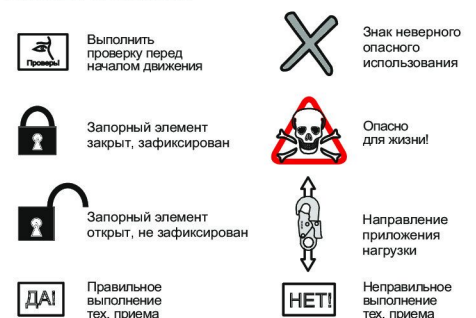 Проверь!
Выполнить
проверку перед
началом движения
Знак неверного
опасного
использования
Запорный элемент
закрыт, зафиксирован
Опасно
для жизни!
Запорный элемент
открыт, не зафиксирован
Направление
приложения
нагрузки
ДА!
Правильное
выполнение
тех. приема
НЕТ!
Неправильное
выполнение
тех. приема